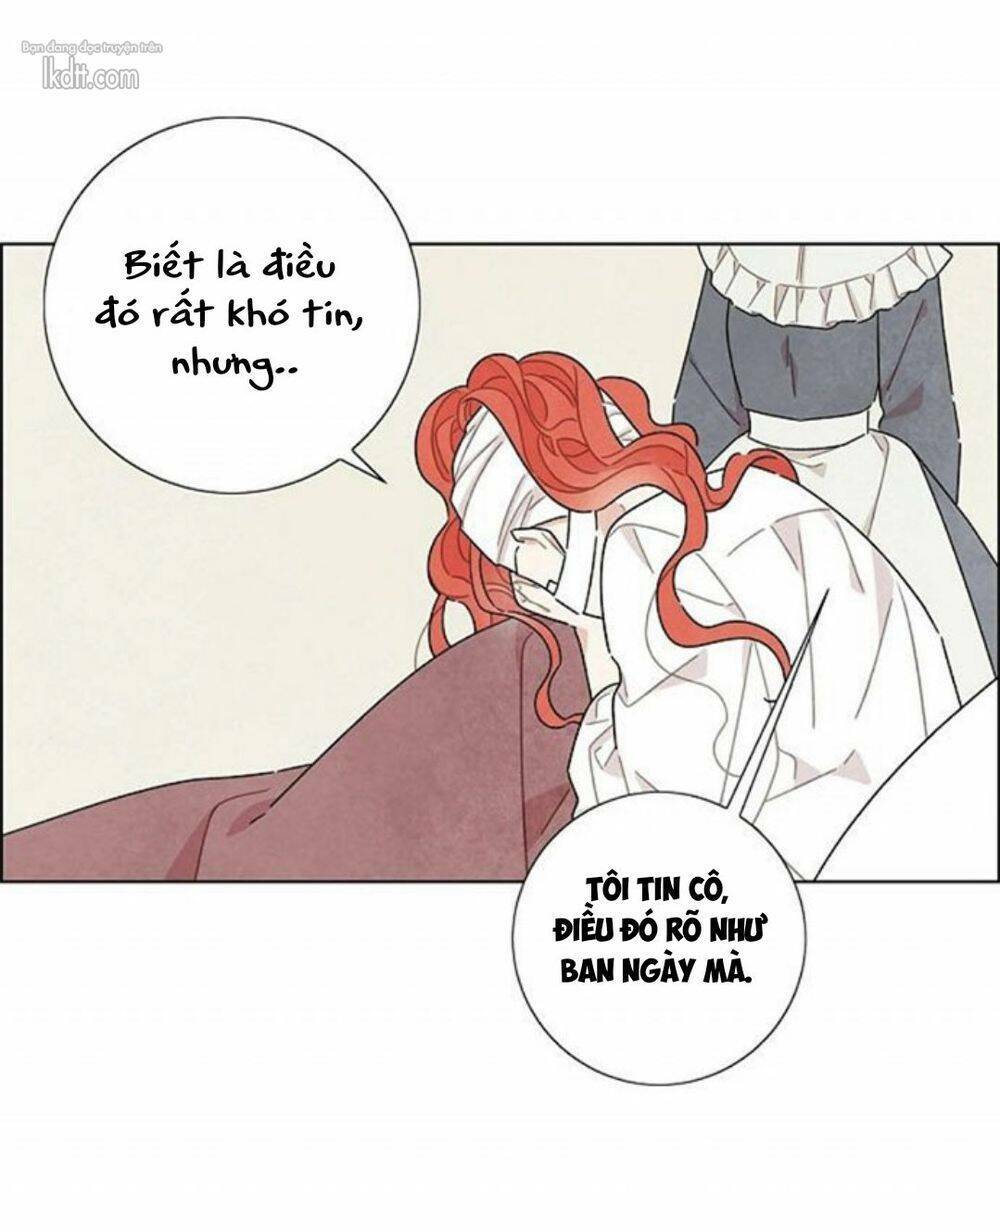 Bạn đang đọc truyện trên
lkdtt.com
Biết là điều
đó rất khó tin,
nhưng..
TÔI TIN CÔ,
ĐIỀU ĐÓ RÕ NHƯ
BAN NGÀY MÀ.